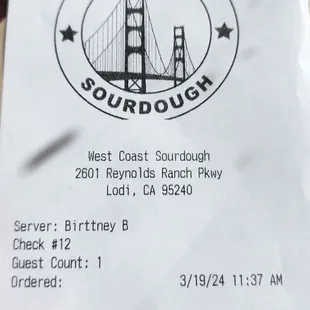 SOURDOUGH
West Coast Sourdough
2601 Reynolds Ranch Pkwy
Lodi, CA 95240
Server: Birttney B
Check #12
Guest Count: 1
Ordered: 3/19/24 11:37 AM